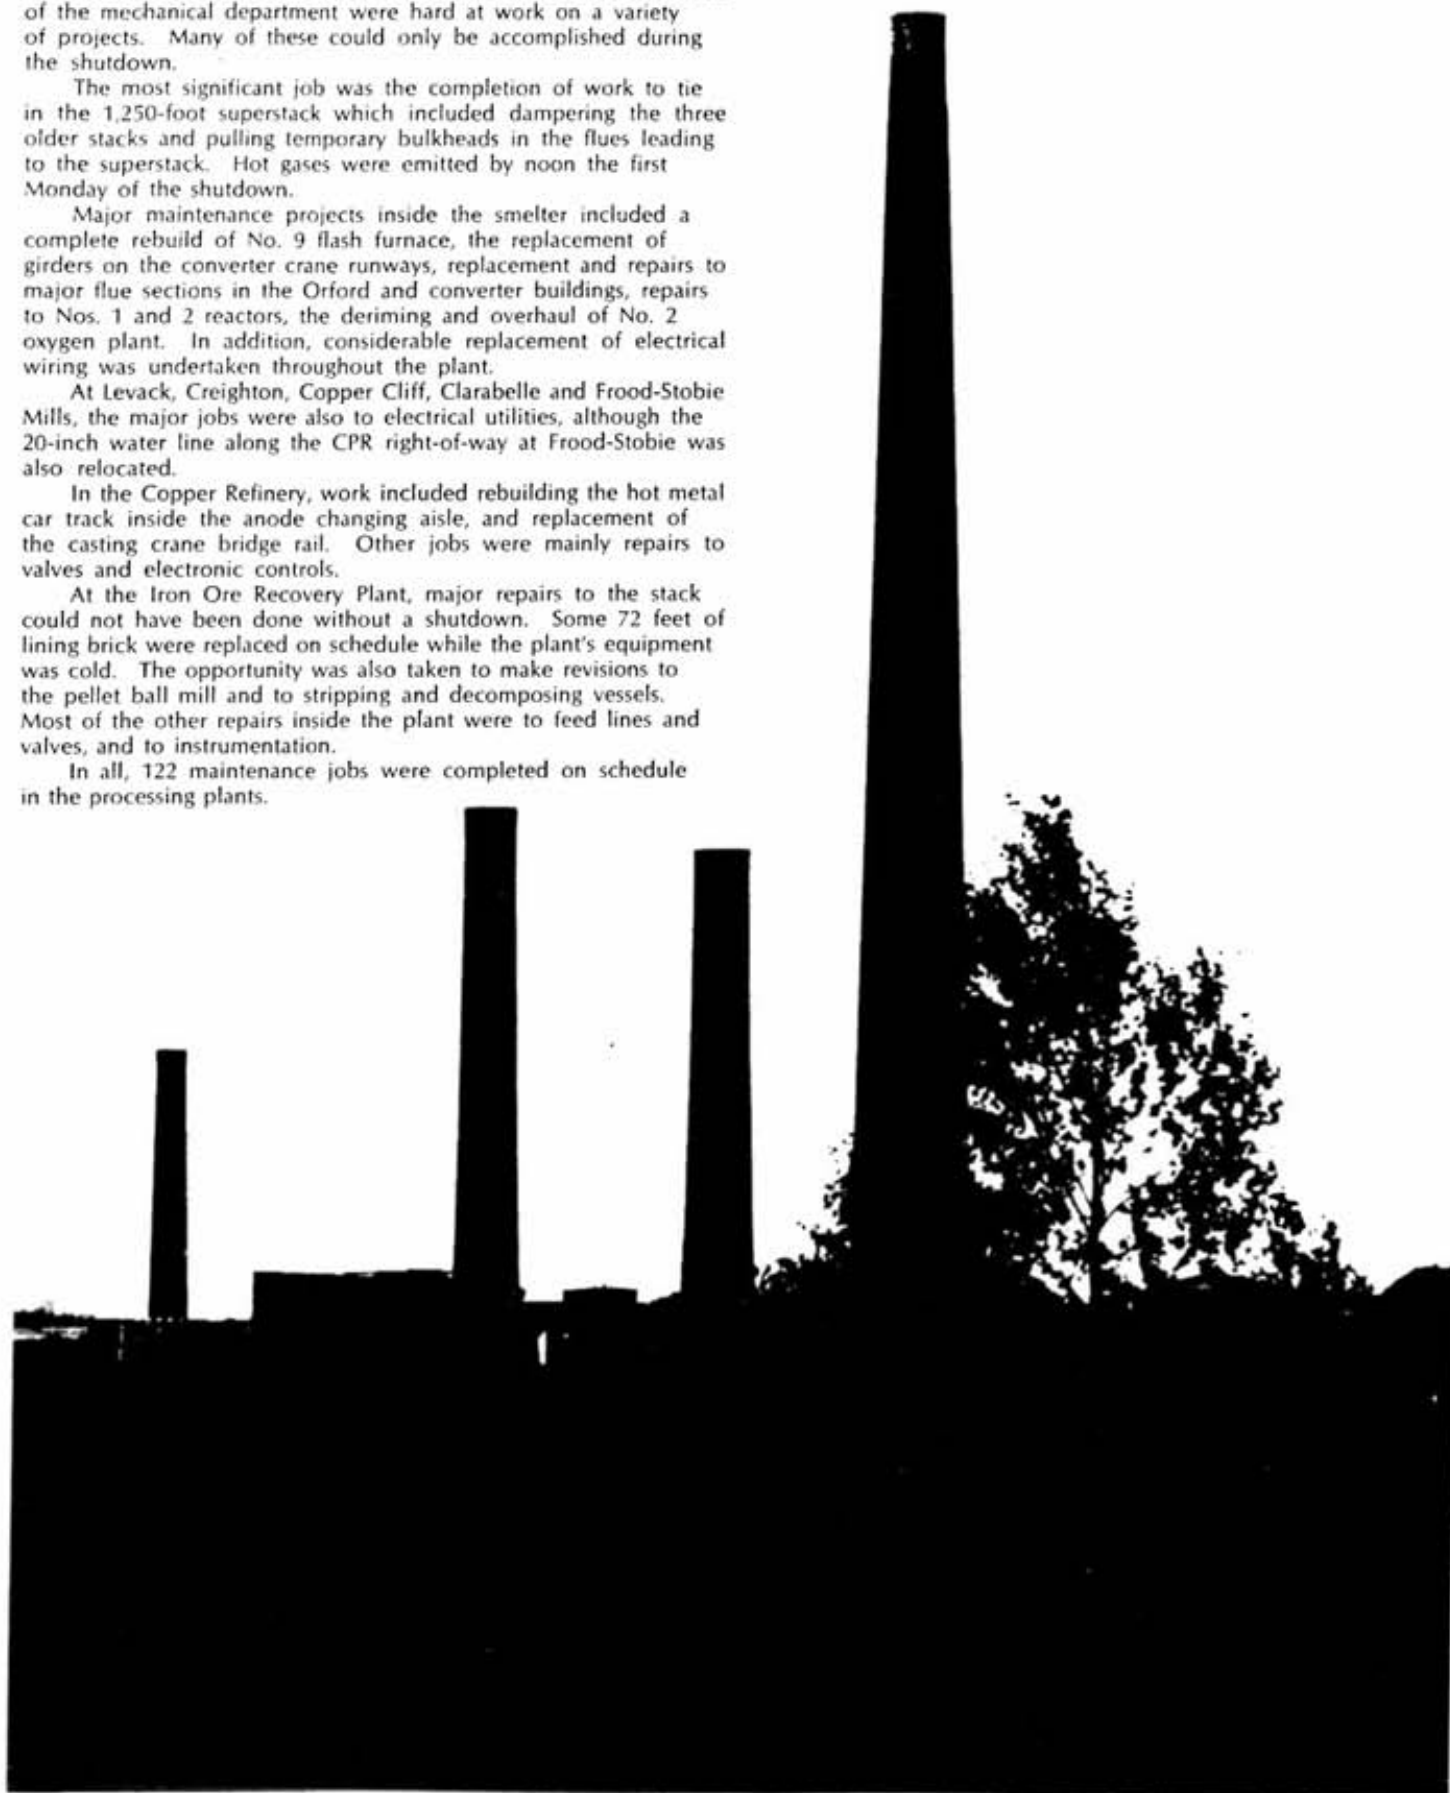 of the mechanical department were hard at work on a variety
of projects. Many of these could only be accomplished during
the shutdown.
The most significant job was the completion of work to tie
in the 1,250-foot superstack which included dampering the three
older stacks and pulling temporary bulkheads in the flues leading
to the superstack. Hot gases were emitted by noon the first
Monday of the shutdown.
Major maintenance projects inside the smelter included a
complete rebuild of No. 9 flash furnace, the replacement of
girders on the converter crane runways, replacement and repairs to
major flue sections in the Orford and converter buildings, repairs
to Nos. 1 and 2 reactors, the deriming and overhaul of No. 2
oxygen plant. In addition, considerable replacement of electrical
wiring was undertaken throughout the plant.
At Levack, Creighton, Copper Cliff, Clarabelle and Frood-Stobie
Mills, the major jobs were also to electrical utilities, although the
20-inch water line along the CPR right-of-way at Frood-Stobie was
also relocated.
In the Copper Refinery, work included rebuilding the hot metal
car track inside the anode changing aisle, and replacement of
the casting crane bridge rail. Other jobs were mainly repairs to
valves and electronic controls.
At the Iron Ore Recovery Plant, major repairs to the stack
could not have been done without a shutdown. Some 72 feet of
lining brick were replaced on schedule while the plant's equipment
was cold. The opportunity was also taken to make revisions to
the pellet ball mill and to stripping and decomposing vessels.
Most of the other repairs inside the plant were to feed lines and
valves, and to instrumentation.
In all, 122 maintenance jobs were completed on schedule
in the processing plants.